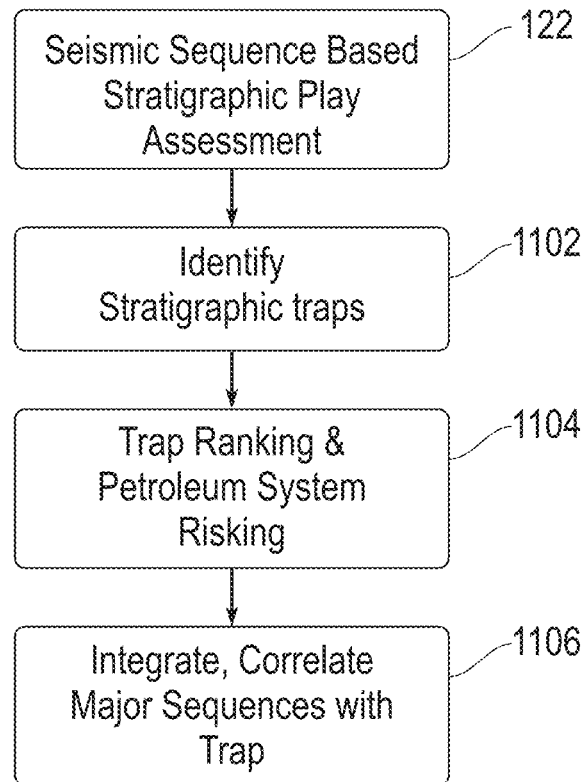 Seismic Sequence Based
Stratigraphic Play
Assessment
122
Identify
Stratigraphic traps
1102
Trap Ranking &
Petroleum System
Risking
1104
Integrate, Correlate
Major Sequences with
Trap
1106